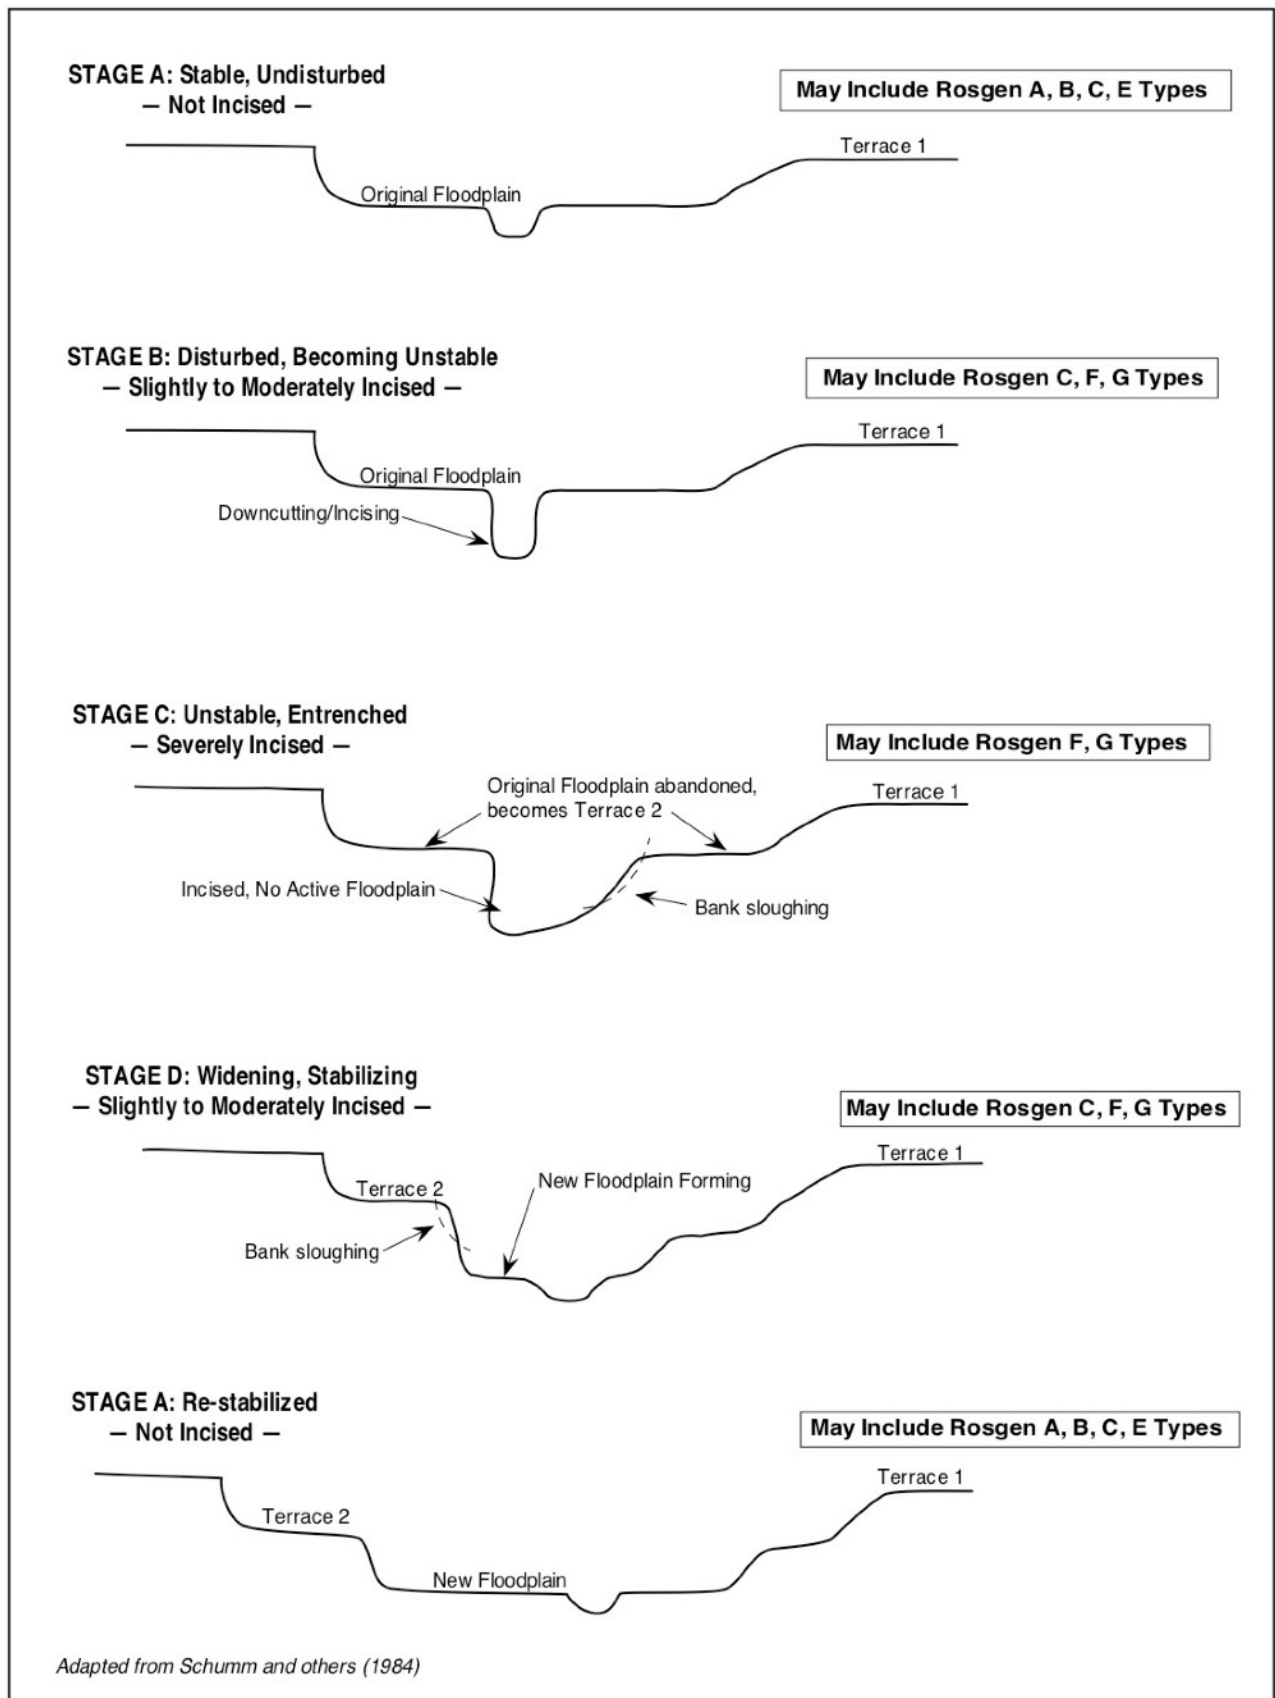 STAGE A: Stable, Undisturbed
— Not Incised —
May Include Rosgen A, B, C, E Types
Terrace 1
Original Floodplain
STAGE B: Disturbed, Becoming Unstable
— Slightly to Moderately Incised —
May Include Rosgen C, F, G Types
Terrace 1
Original Floodplain
Downcutting/Incising
STAGE C: Unstable, Entrenched
— Severely Incised —
May Include Rosgen F, G Types
Original Floodplain abandoned,
becomes Terrace 2
Terrace 1
Incised, No Active Floodplain
Bank sloughing
STAGE D: Widening, Stabilizing
— Slightly to Moderately Incised —
May Include Rosgen C, F, G Types
Terrace 1
Terrace 2
New Floodplain Forming
Bank sloughing
STAGE A: Re-stabilized
— Not Incised —
May Include Rosgen A, B, C, E Types
Terrace 1
Terrace 2
New Floodplain
Adapted from Schumm and others (1984)